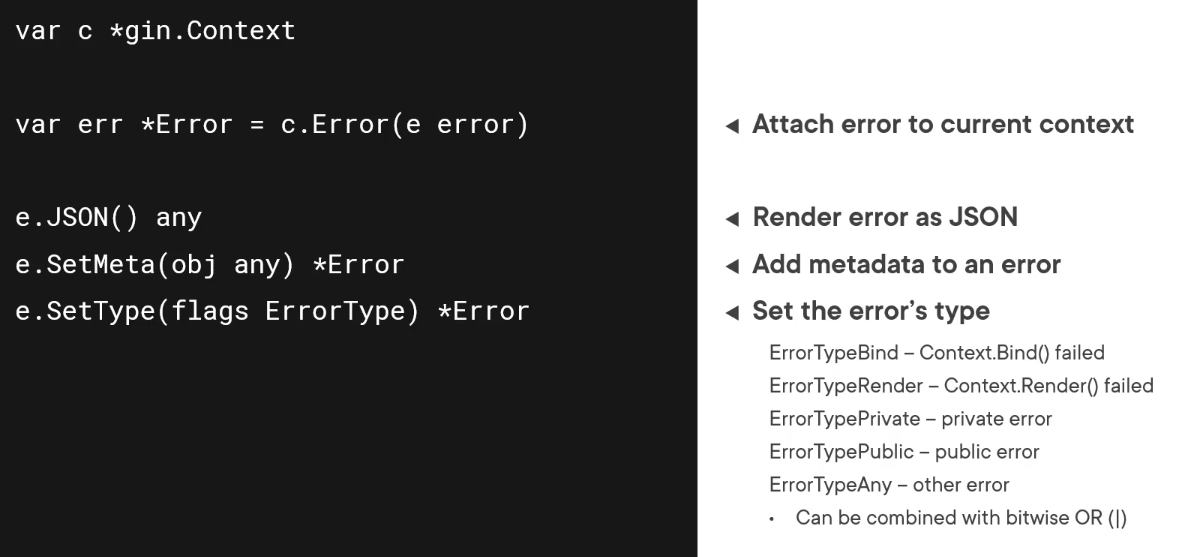 var c *gin.Context
var err *Error = c.Error(e error)
◄ Attach error to current context
e.JSON() any
◄ Render error as JSON
e.SetMeta(obj any) *Error
◄ Add metadata to an error
e.SetType(flags ErrorType) *Error
◄ Set the error’s type
ErrorTypeBind – Context.Bind() failed
ErrorTypeRender – Context.Render() failed
ErrorTypePrivate – private error
ErrorTypePublic – public error
ErrorTypeAny – other error
• Can be combined with bitwise OR (|)